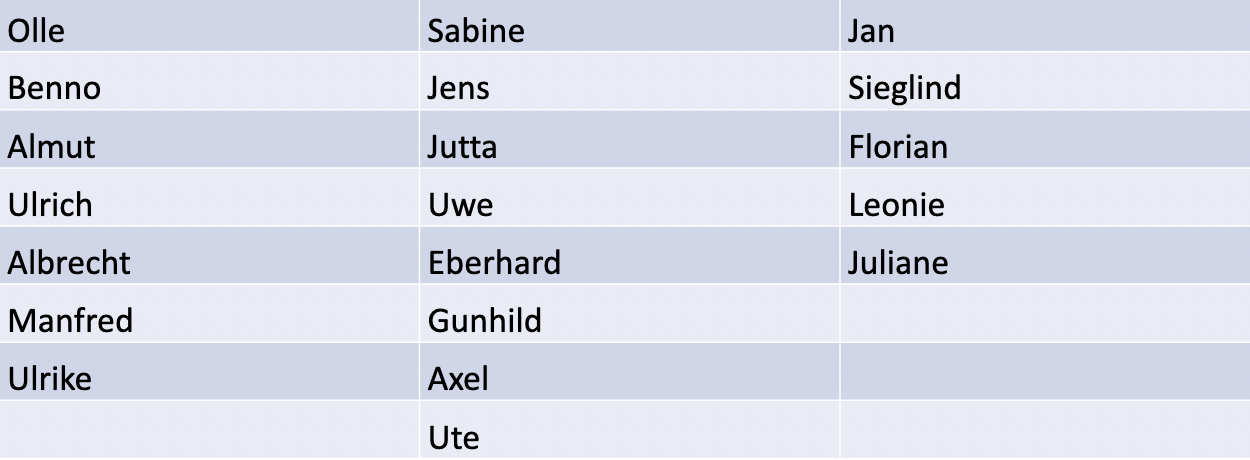 Olle Sabine Jan
Benno Jens Sieglind
Almut Jutta Florian
Ulrich Uwe Leonie
Albrecht Eberhard Juliane
Manfred Gunhild
Ulrike Axel
Ute